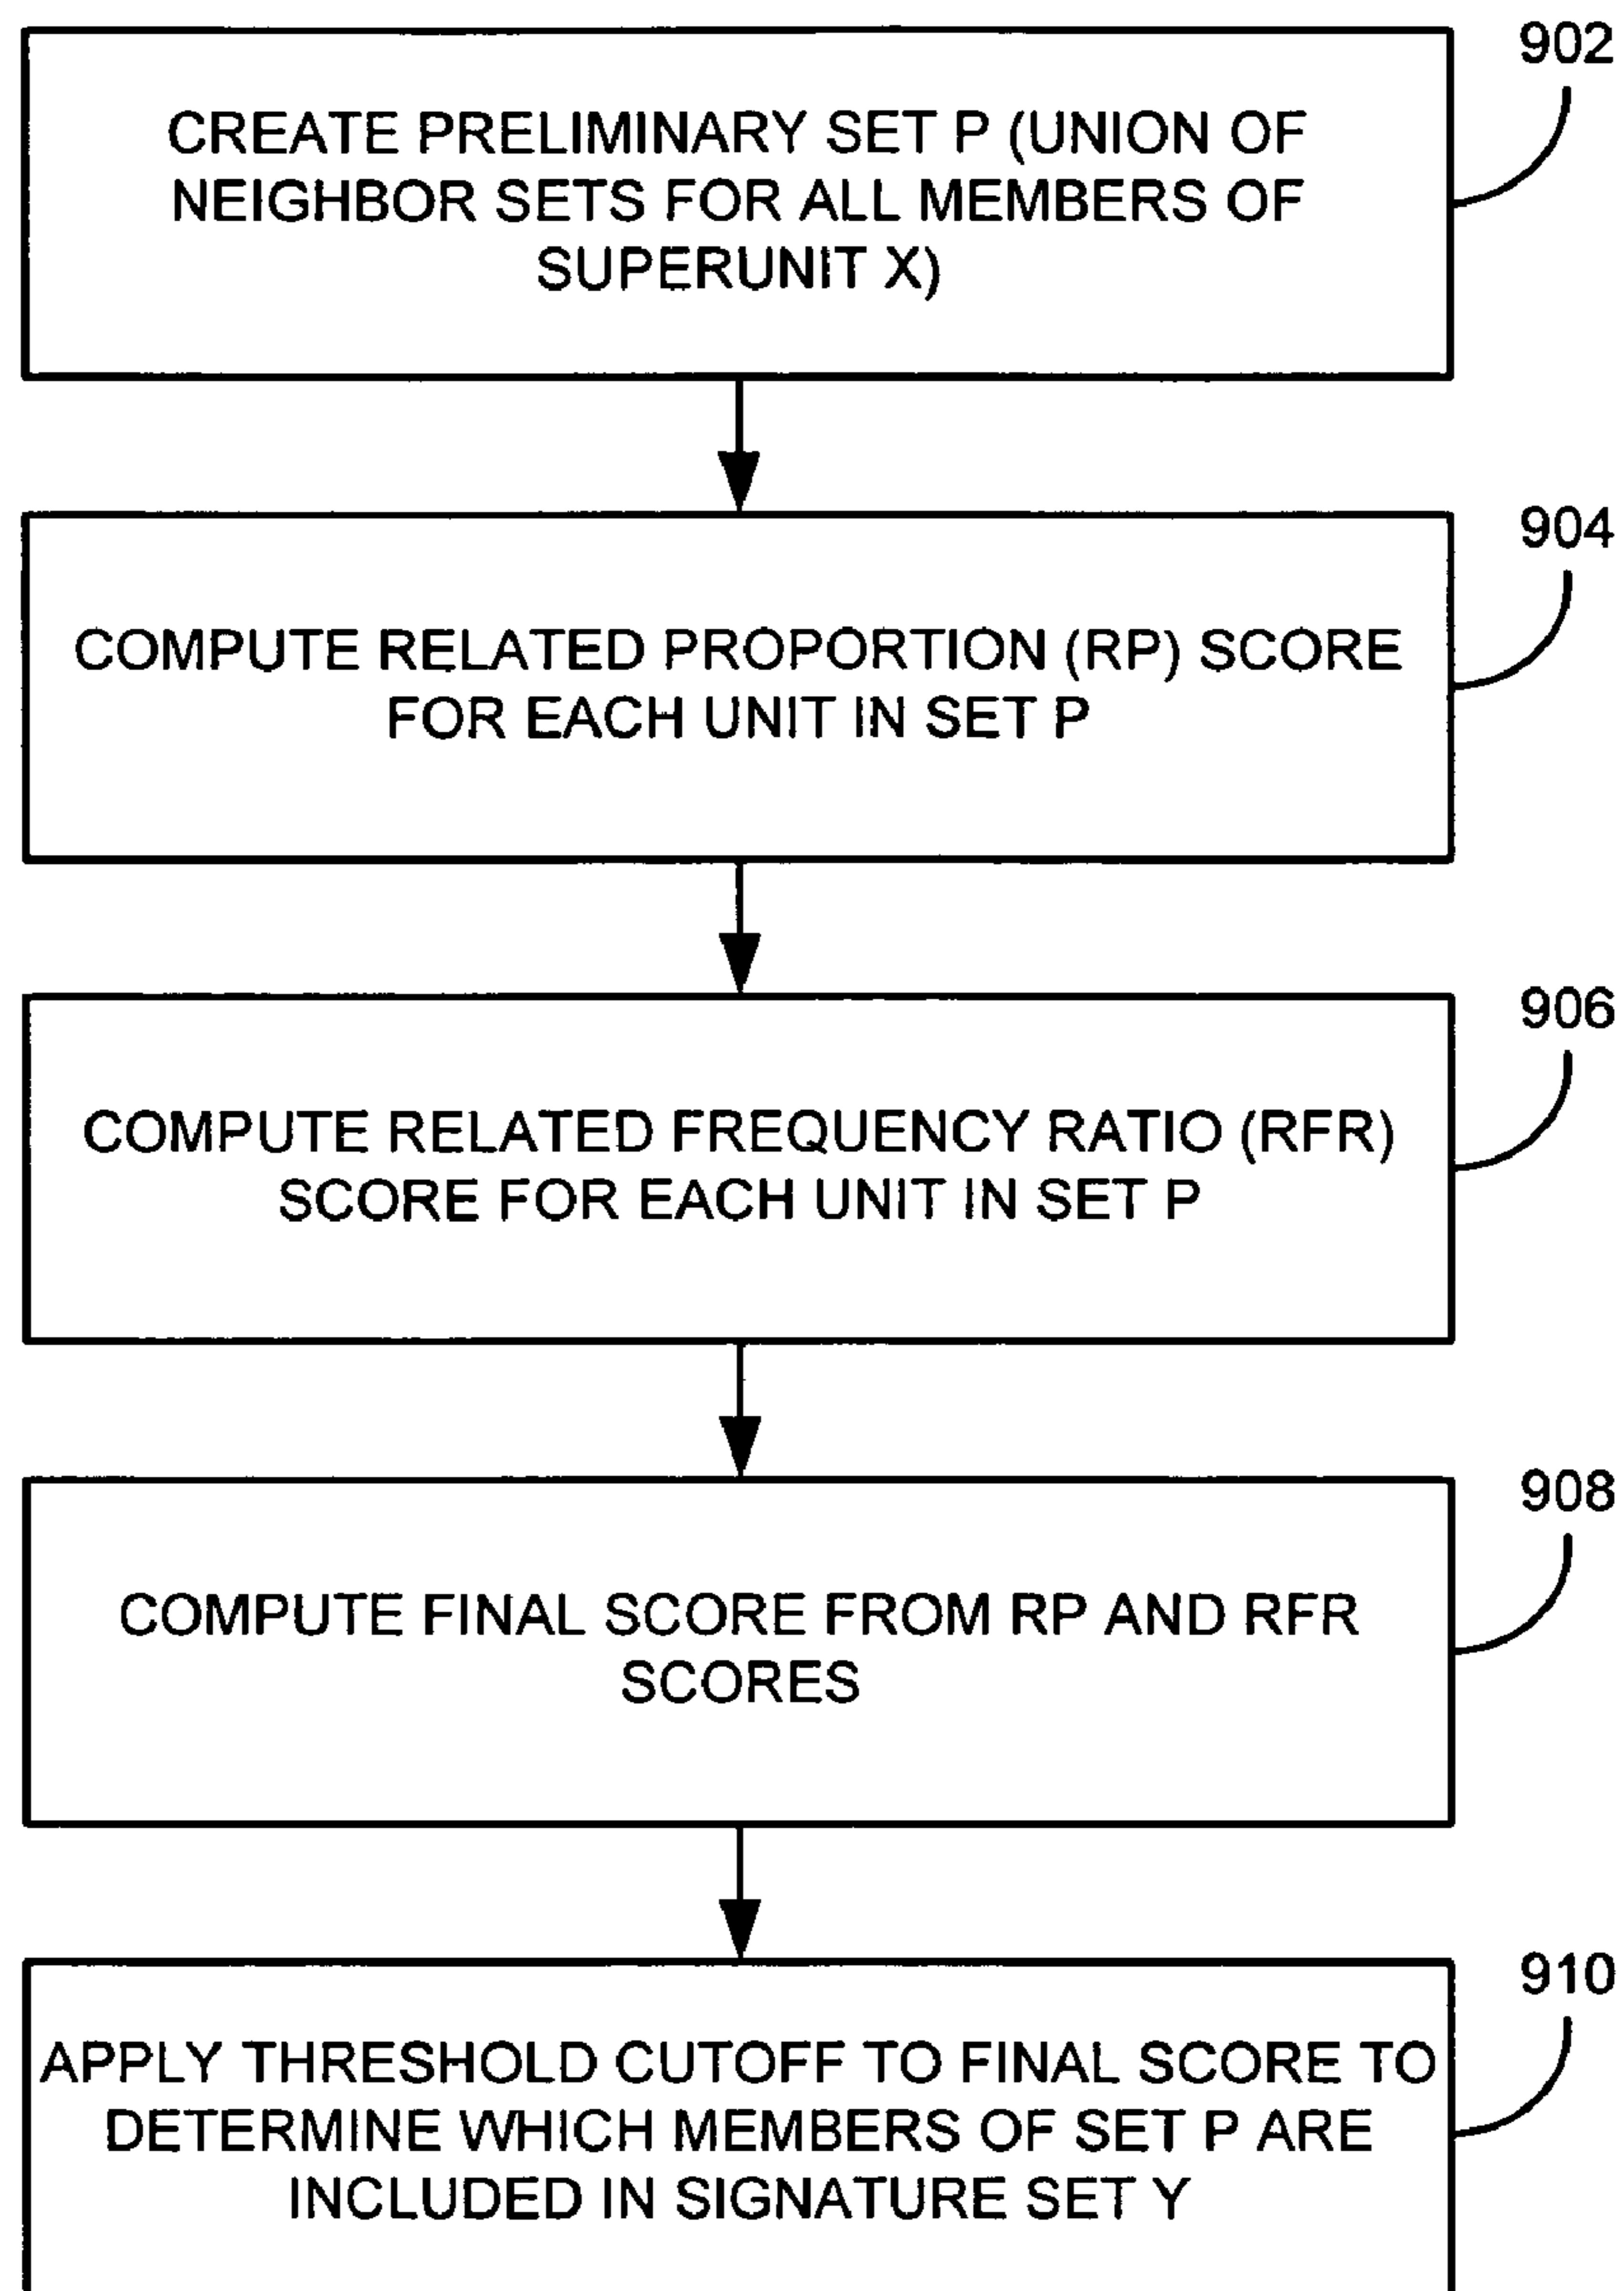 902
CREATE PRELIMINARY SET P (UNION OF
NEIGHBOR SETS FOR ALL MEMBERS OF
SUPERUNIT X)
904
COMPUTE RELATED PROPORTION (RP) SCORE
FOR EACH UNIT IN SET P
906
COMPUTE RELATED FREQUENCY RATIO (RFR)
SCORE FOR EACH UNIT IN SET P
908
COMPUTE FINAL SCORE FROM RP AND RFR
SCORES
910
APPLY THRESHOLD CUTOFF TO FINAL SCORE TO
DETERMINE WHICH MEMBERS OF SET P ARE
INCLUDED IN SIGNATURE SET Y